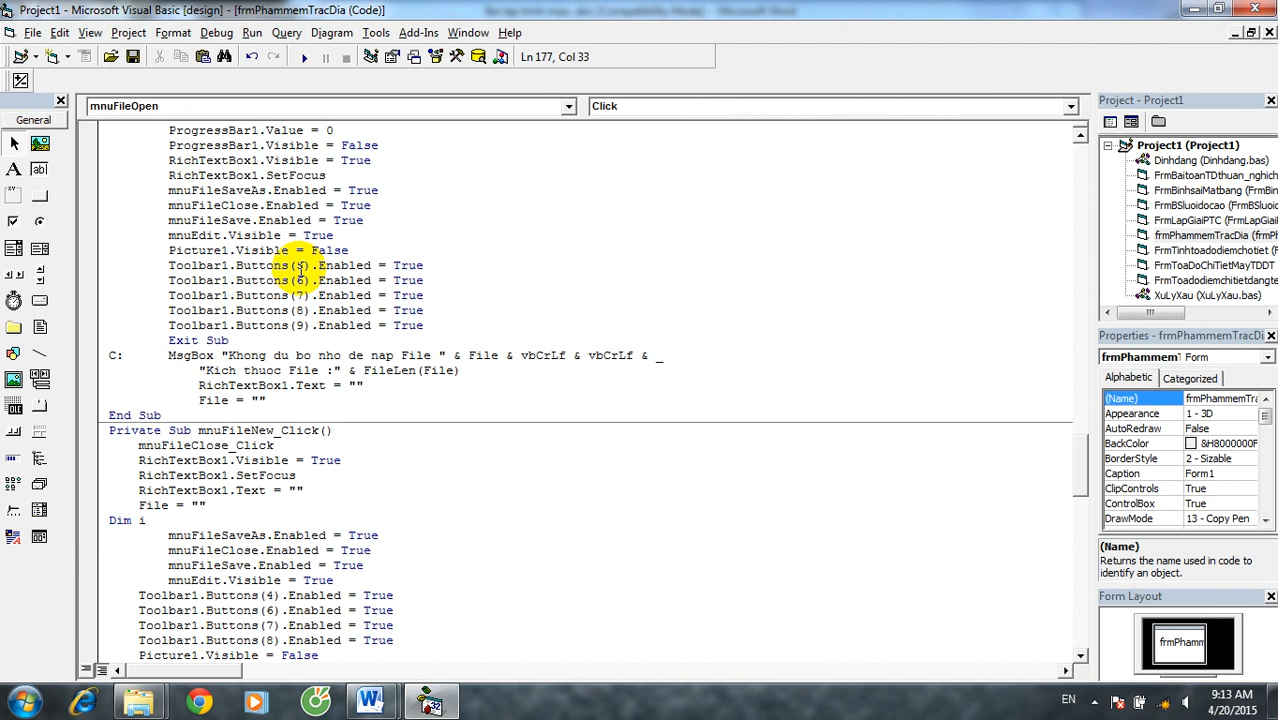 Project1 - Microsoft Visual Basic [design] - [frmPhammemTracDia (Code)]
File Edit View Project Format Debug Run Query Diagram Tools Add-Ins Window Help
Ln 177, Col 33
General
mnuFileOpen
Click
ProgressBar1.Value = 0
ProgressBar1.Visible = False
RichTextBox1.Visible = True
RichTextBox1.SetFocus
mnuFileSaveAs.Enabled = True
mnuFileClose.Enabled = True
mnuFileSave.Enabled = True
mnuEdit.Visible = True
Picture1.Visible = False
Toolbar1.Buttons(5).Enabled = True
Toolbar1.Buttons(6).Enabled = True
Toolbar1.Buttons(7).Enabled = True
Toolbar1.Buttons(8).Enabled = True
Toolbar1.Buttons(9).Enabled = True
Exit Sub
C: MsgBox "Khong du bo nho de nap File " & File & vbCrLf & vbCrLf & _
"Kich thuoc File :" & FileLen(File)
RichTextBox1.Text = ""
File = ""
End Sub
Private Sub mnuFileNew_Click()
mnuFileClose_Click
RichTextBox1.Visible = True
RichTextBox1.SetFocus
RichTextBox1.Text = ""
File = ""
Dim i
mnuFileSaveAs.Enabled = True
mnuFileClose.Enabled = True
mnuFileSave.Enabled = True
mnuEdit.Visible = True
Toolbar1.Buttons(4).Enabled = True
Toolbar1.Buttons(6).Enabled = True
Toolbar1.Buttons(7).Enabled = True
Toolbar1.Buttons(8).Enabled = True
Picture1.Visible = False
Project - Project1
Project1 (Project1)
Dinhdang (Dinhdang.bas)
FrmBaitoanTDthuan_nghich
FrmBinhsaiMatbang (FrmB
FrmBSluoidocao (FrmBSluo
FrmLapGiaiPTC (FrmLapGi
frmPhammemTracDia (frm
FrmTinhtoadodiemchotiet
FrmToaDoChiTietMayTDDT
FrmToadodiemchitietdangte
XuLyXau (XuLyXau.bas)
Properties - frmPhammemTracDia
frmPhammemT Form
Alphabetic Categorized
(Name) frmPhammemTra
Appearance 1 - 3D
AutoRedraw False
BackColor &H8000000F
BorderStyle 2 - Sizable
Caption Form1
ClipControls True
ControlBox True
DrawMode 13 - Copy Pen
(Name)
Returns the name used in code to
identify an object.
Form Layout
frmPhamm
EN
9:13 AM
4/20/2015